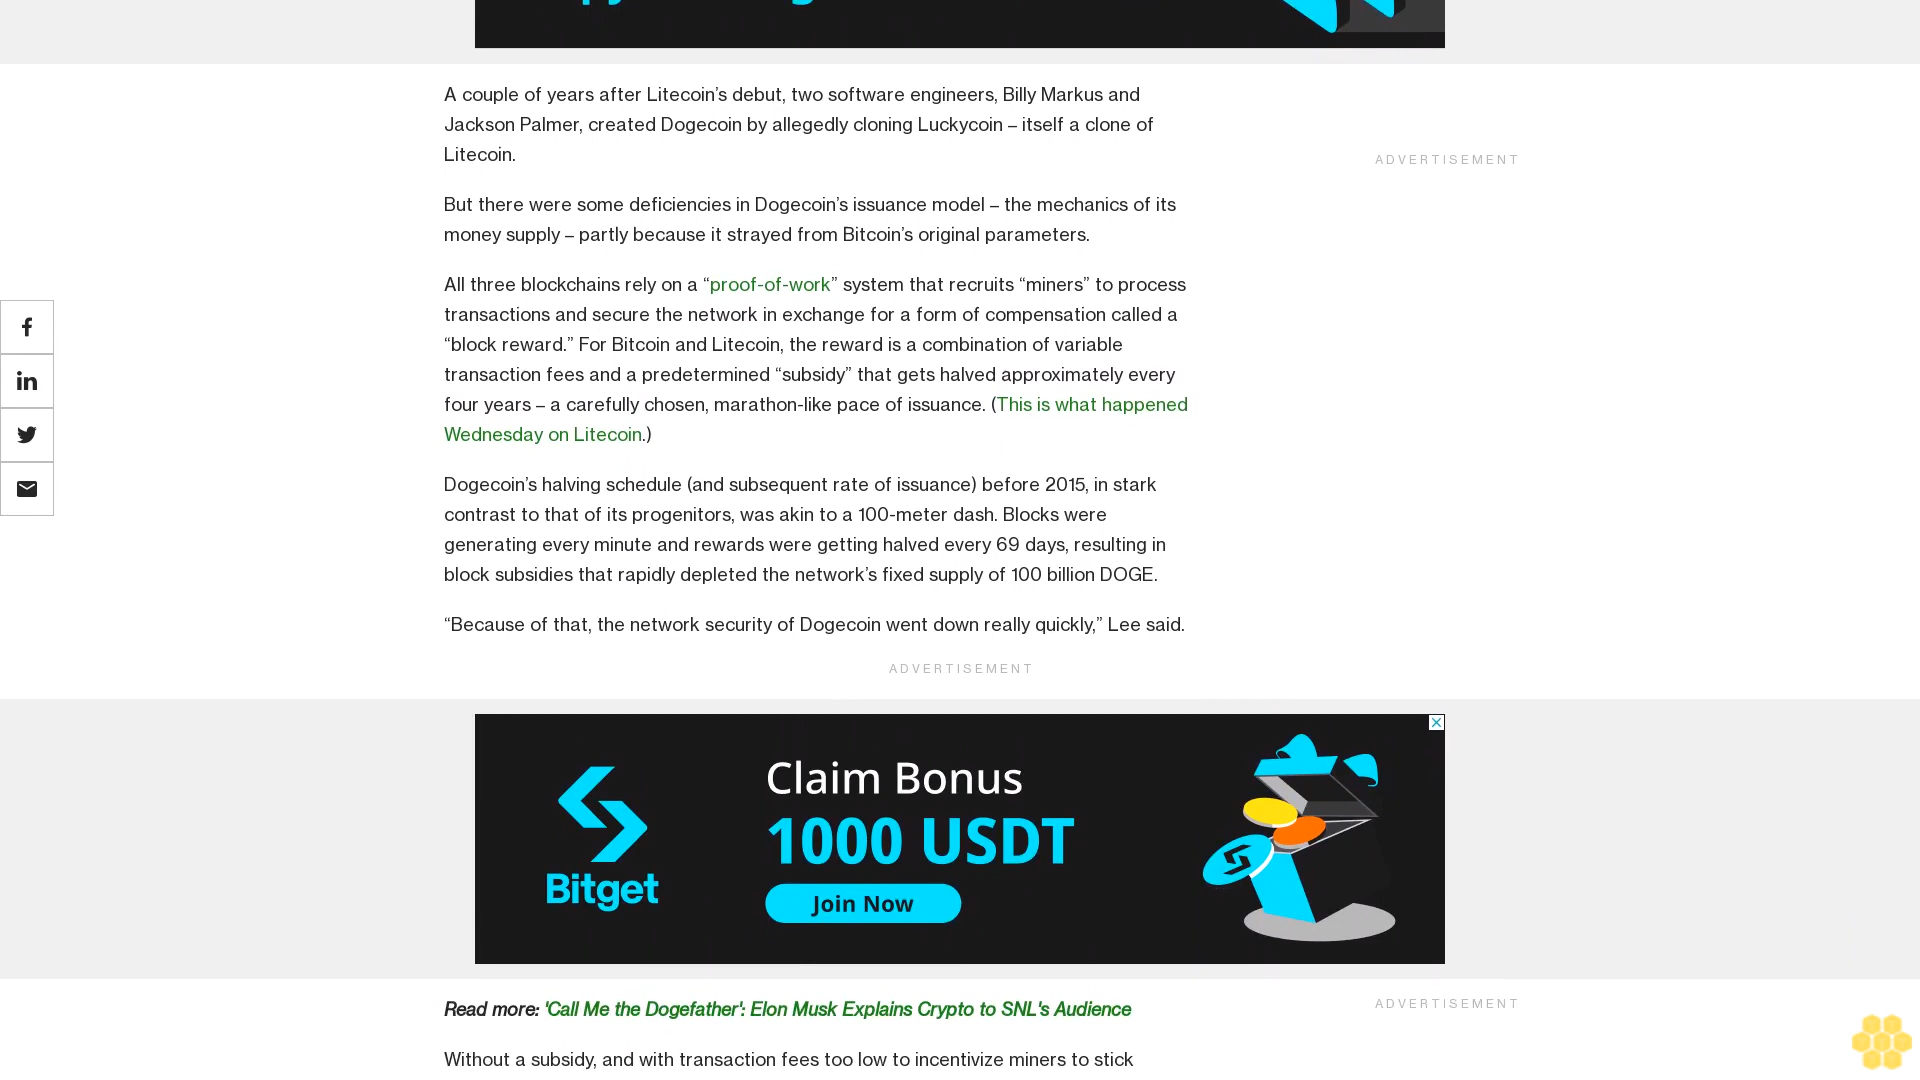 A couple of years after Litecoin’s debut, two software engineers, Billy Markus and
Jackson Palmer, created Dogecoin by allegedly cloning Luckycoin – itself a clone of
Litecoin.
ADVERTISEMENT
But there were some deficiencies in Dogecoin’s issuance model – the mechanics of its
money supply – partly because it strayed from Bitcoin’s original parameters.
All three blockchains rely on a “proof-of-work” system that recruits “miners” to process
transactions and secure the network in exchange for a form of compensation called a
“block reward.” For Bitcoin and Litecoin, the reward is a combination of variable
transaction fees and a predetermined “subsidy” that gets halved approximately every
four years – a carefully chosen, marathon-like pace of issuance. (This is what happened
Wednesday on Litecoin.)
Dogecoin’s halving schedule (and subsequent rate of issuance) before 2015, in stark
contrast to that of its progenitors, was akin to a 100-meter dash. Blocks were
generating every minute and rewards were getting halved every 69 days, resulting in
block subsidies that rapidly depleted the network’s fixed supply of 100 billion DOGE.
“Because of that, the network security of Dogecoin went down really quickly,” Lee said.
ADVERTISEMENT
Bitget
Claim Bonus
1000 USDT
Join Now
Read more: 'Call Me the Dogefather': Elon Musk Explains Crypto to SNL's Audience
ADVERTISEMENT
Without a subsidy, and with transaction fees too low to incentivize miners to stick